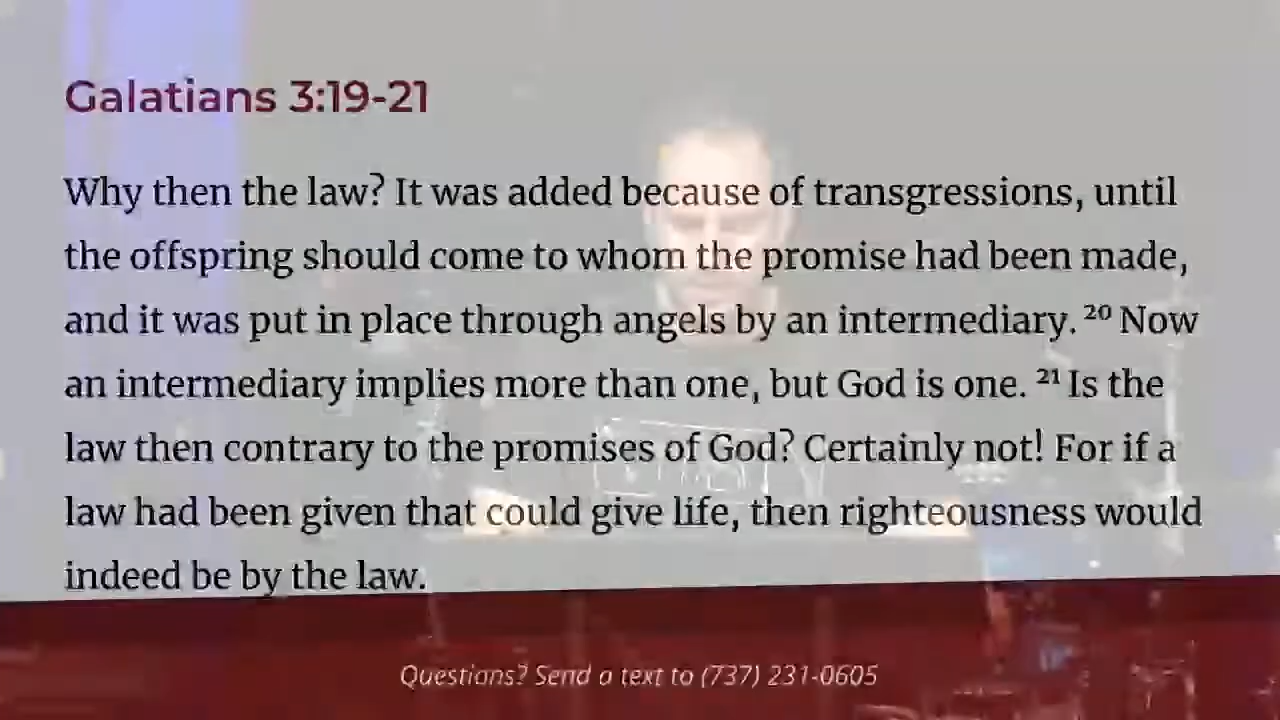 Galatians 3:19-21
Why then the law? It was added because of transgressions, until
the offspring should come to whom the promise had been made,
and it was put in place through angels by an intermediary. ²⁰ Now
an intermediary implies more than one, but God is one. ²¹ Is the
law then contrary to the promises of God? Certainly not! For if a
law had been given that could give life, then righteousness would
indeed be by the law.
Questions? Send a text to (737) 231-0605